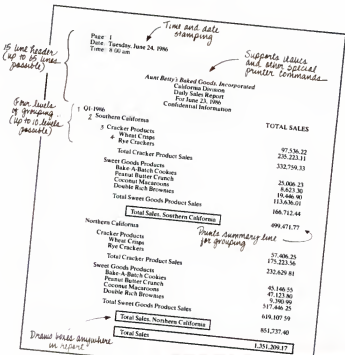 Time and date
stamping
15 line header
(up to 65 lines
possible)
Page 1
Date: Tuesday, June 24, 1986
Time: 8:00 am
Supports italics
and other special
printer commands
Aunt Betty's Baked Goods, Incorporated
California Division
Daily Sales Report
For June 23, 1986
Confidential Information
Four levels
of grouping
(up to 10 levels
possible)
TOTAL SALES
1 Q1-1986
2 Southern California
3 Cracker Products
4 Wheat Crisps 97,536.22
Rye Crackers 235,223.11
Total Cracker Product Sales 332,759.33
Sweet Goods Products
Bake-A-Batch Cookies 25,006.23
Peanut Butter Crunch 8,623.30
Coconut Macaroons 19,446.90
Double Rich Brownies 113,636.01
Total Sweet Goods Product Sales 166,712.44
Total Sales, Southern California 499,471.77
Prints summary line
for grouping
Northern California
Cracker Products
Wheat Crisps 57,406.25
Rye Crackers 175,223.56
Total Cracker Product Sales 232,629.81
Sweet Goods Products
Bake-A-Batch Cookies 45,146.55
Peanut Butter Crunch 47,123.80
Coconut Macaroons 9,390.99
Double Rich Brownies 517,446.25
Total Sweet Goods Product Sales 619,107.59
Total Sales, Northern California 851,737.40
Total Sales 1,351,209.17
Draws boxes anywhere
in report